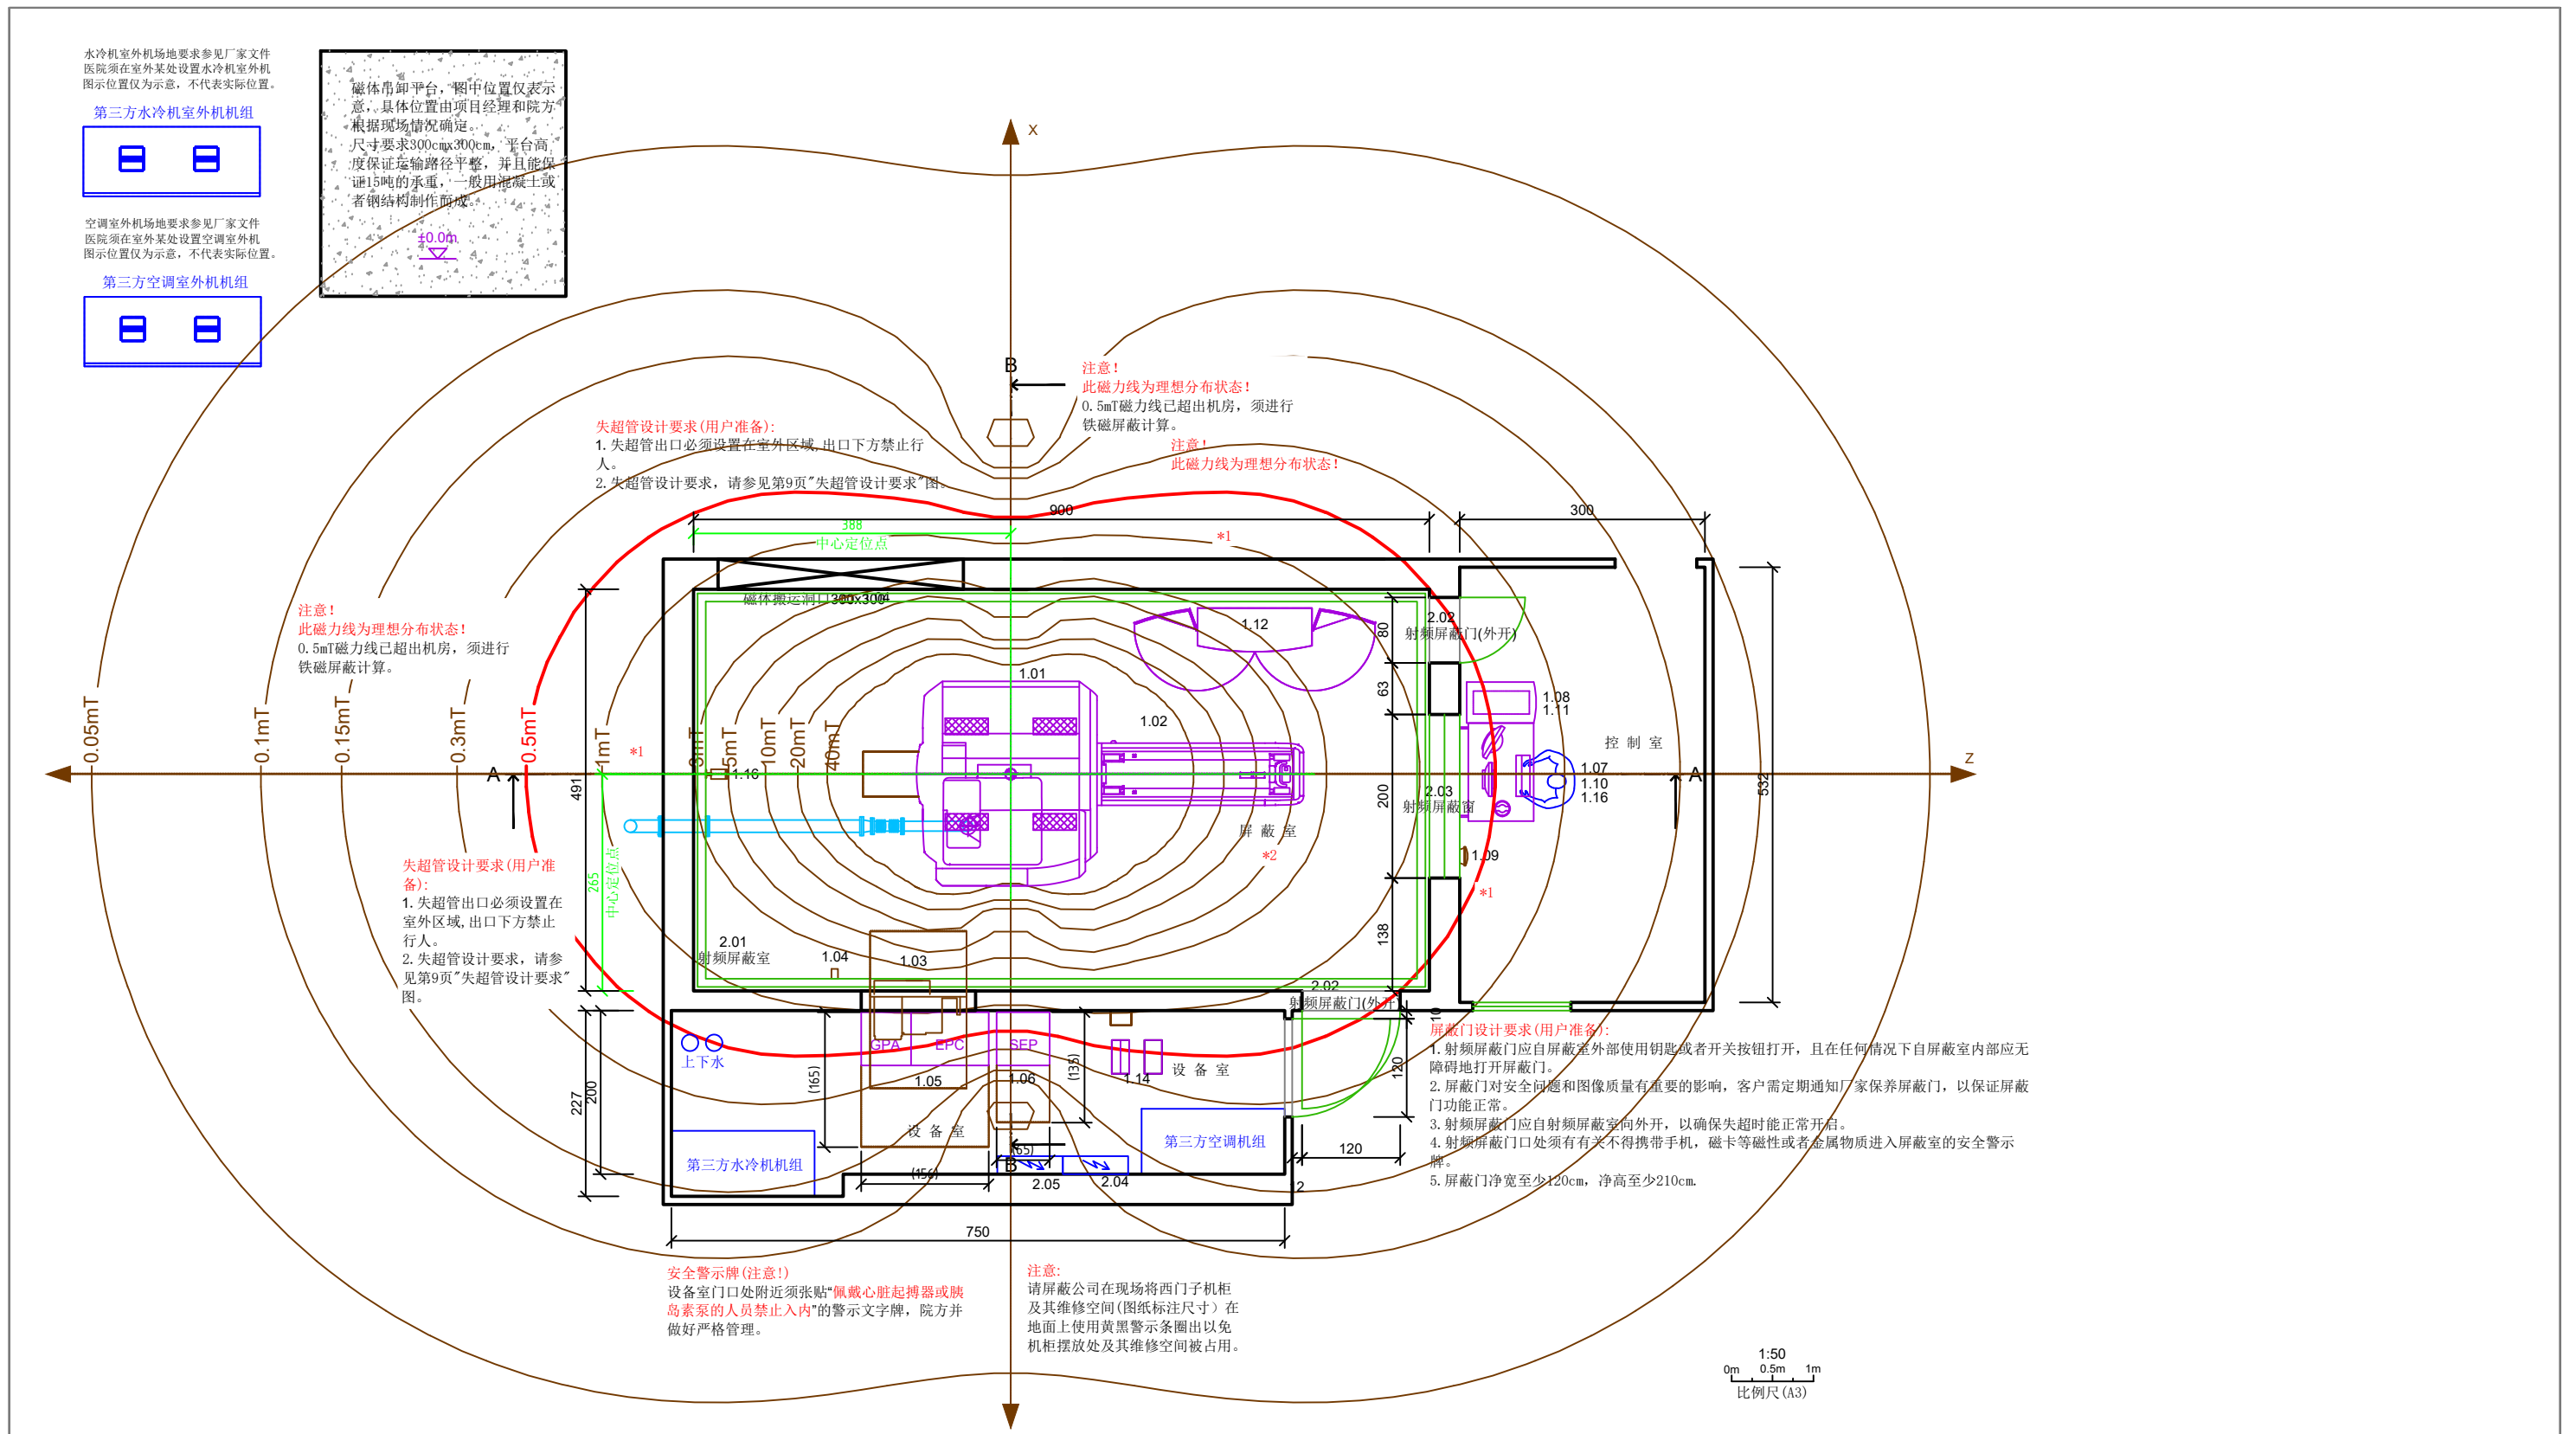 水冷机室外机场地要求参见厂家文件
医院须在室外某处设置水冷机室外机
图示位置仅为示意，不代表实际位置。
第三方水冷机室外机机组
空调室外机场地要求参见厂家文件
医院须在室外某处设置空调室外机
图示位置仅为示意，不代表实际位置。
第三方空调室外机机组
磁体吊卸平台，图中位置仅表示
意，具体位置由项目经理和院方
根据现场情况确定。
尺寸要求300cmx300cm，平台高
度保证运输路径平整，并且能保
证15吨的承重，一般用混凝土或
者钢结构制作而成。
±0.0m
X
B
注意！
此磁力线为理想分布状态！
0.5mT磁力线已超出机房，须进行
铁磁屏蔽计算。
注意！
此磁力线为理想分布状态！
失超管设计要求(用户准备):
1.失超管出口必须设置在室外区域,出口下方禁止行
人。
2.失超管设计要求，请参见第9页"失超管设计要求"图。
900
300
388
中心定位点
*1
磁体搬运洞口300x300
注意！
此磁力线为理想分布状态！
0.5mT磁力线已超出机房，须进行
铁磁屏蔽计算。
0.05mT
0.1mT
0.15mT
0.3mT
0.5mT
1mT
3mT
5mT
10mT
20mT
40mT
*1
1.16
1.01
1.02
1.12
80
63
200
138
2.02
射频屏蔽门(外开)
1.08
1.11
控制室
1.07
1.10
1.16
2.03
射频屏蔽窗
1.09
*1
532
Z
A
A
491
265
中心定位点
屏蔽室
*2
失超管设计要求(用户准
备):
1.失超管出口必须设置在
室外区域,出口下方禁止
行人。
2.失超管设计要求，请参
见第9页"失超管设计要求"
图。
2.01
射频屏蔽室
1.04
1.03
2.02
射频屏蔽门(外开)
10
上下水
GPA
EPC
SEP
1.05
1.06
1.14
设备室
(165)
(135)
120
227
200
设备室
第三方水冷机机组
第三方空调机组
(65)
B
(156)
2.05
2.04
120
12
750
屏蔽门设计要求(用户准备):
1.射频屏蔽门应自屏蔽室外部使用钥匙或者开关按钮打开，且在任何情况下自屏蔽室内部应无
障碍地打开屏蔽门。
2.屏蔽门对安全问题和图像质量有重要的影响，客户需定期通知厂家保养屏蔽门，以保证屏蔽
门功能正常。
3.射频屏蔽门应自射频屏蔽室向外开，以确保失超时能正常开启。
4.射频屏蔽门口处须有有关不得携带手机，磁卡等磁性或者金属物质进入屏蔽室的安全警示
牌。
5.屏蔽门净宽至少120cm，净高至少210cm.
安全警示牌(注意!)
设备室门口处附近须张贴“佩戴心脏起搏器或胰
岛素泵的人员禁止入内”的警示文字牌，院方并
做好严格管理。
注意:
请屏蔽公司在现场将西门子机柜
及其维修空间(图纸标注尺寸）在
地面上使用黄黑警示条圈出以免
机柜摆放处及其维修空间被占用。
1:50
0m 0.5m 1m
比例尺(A3)